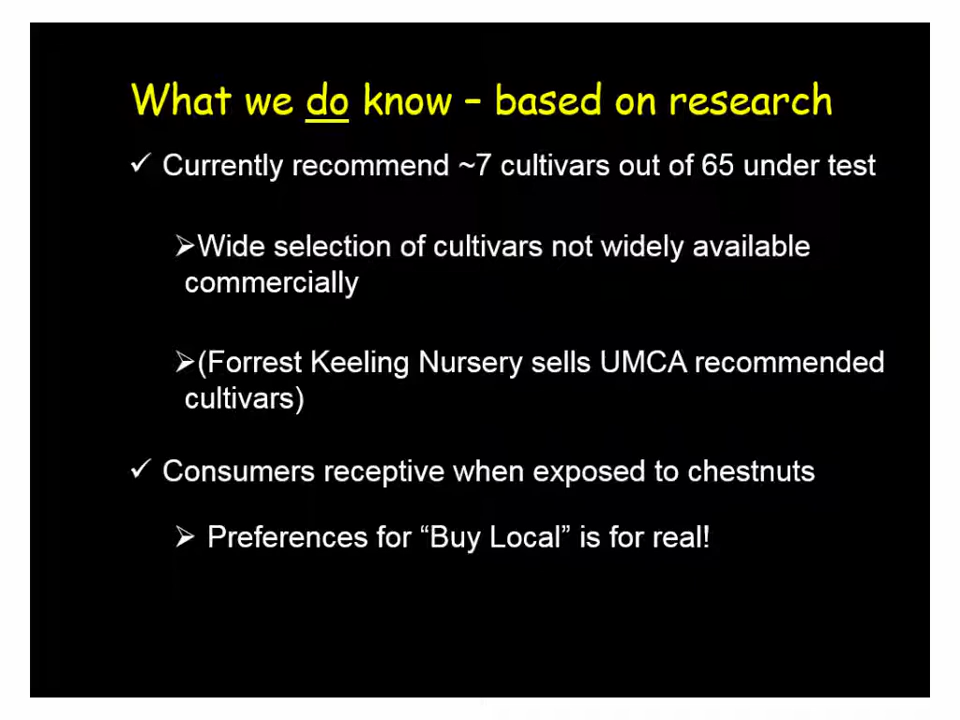 What we do know – based on research
✓ Currently recommend ~7 cultivars out of 65 under test
➢Wide selection of cultivars not widely available
commercially
➢(Forrest Keeling Nursery sells UMCA recommended
cultivars)
✓ Consumers receptive when exposed to chestnuts
➢ Preferences for “Buy Local” is for real!